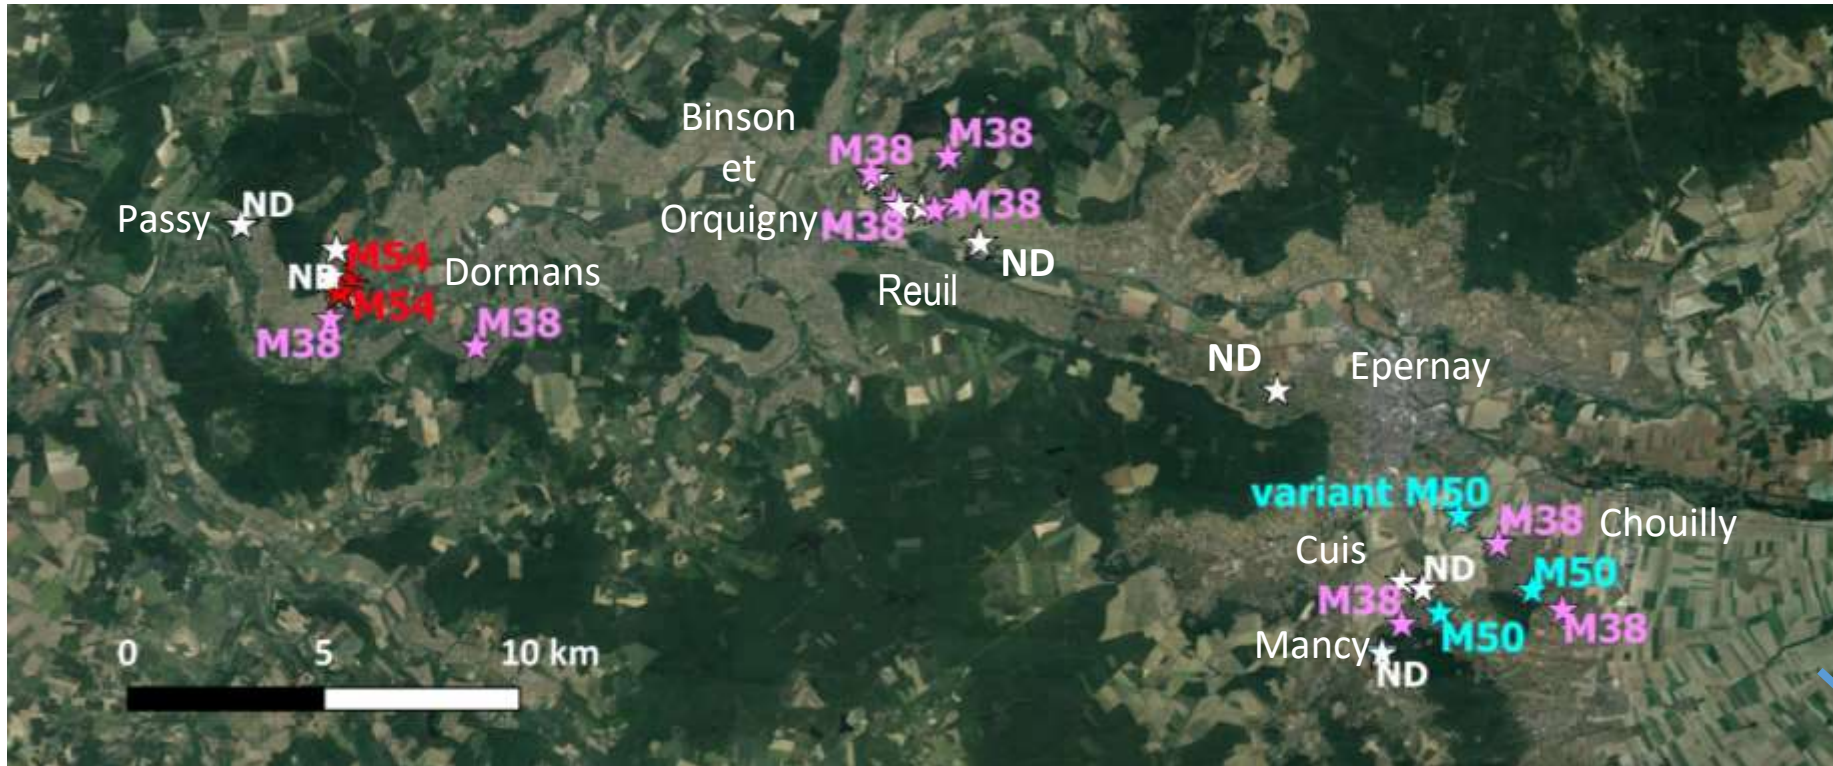 Binson
et
Orquigny
M38
M38
M38
M38
ND
Reuil
Passy
ND
M54
ND
M54
Dormans
M38
M38
ND
Epernay
variant M50
M38
Chouilly
Cuis
ND
M50
M38
M50
M38
Mancy
ND
0 5 10 km